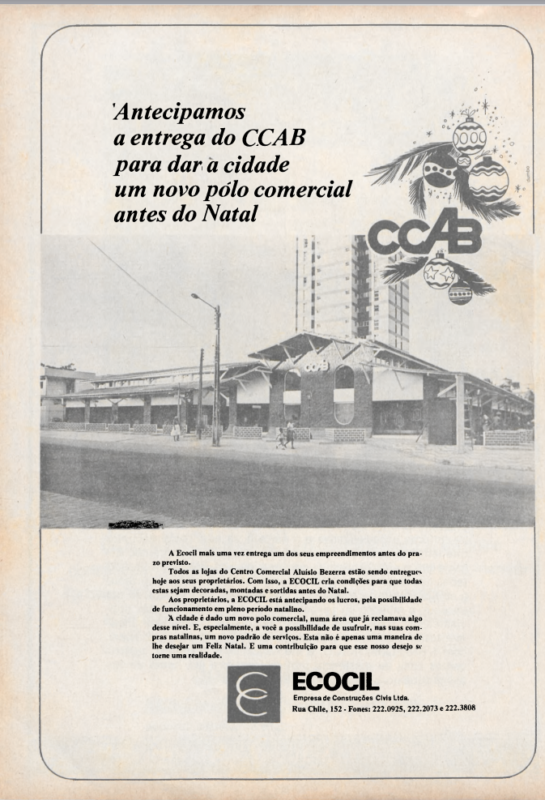 'Antecipamos
a entrega do CCAB
para dar à cidade
um novo pólo comercial
antes do Natal
CCAB
CCAB
A Ecocil mais uma vez entrega um dos seus empreendimentos antes do pra-
zo previsto.
Todos as lojas do Centro Comercial Aluísio Bezerra estão sendo entregues
hoje aos seus proprietários. Com isso, a ECOCIL cria condições para que todas
estas sejam decoradas, montadas e sortidas antes do Natal.
Aos proprietários, a ECOCIL está antecipando os lucros, pela possibilidade
de funcionamento em pleno período natalino.
À cidade é dado um novo polo comercial, numa área que já reclamava algo
desse nível. E, especialmente, a você a possibilidade de usufruir, nas suas com-
pras natalinas, um novo padrão de serviços. Esta não é apenas uma maneira de
lhe desejar um Feliz Natal. E uma contribuição para que esse nosso desejo se
torne uma realidade.
ECOCIL
Empresa de Construções Civis Ltda.
Rua Chile, 152 - Fones: 222.0925, 222.2073 e 222.3808